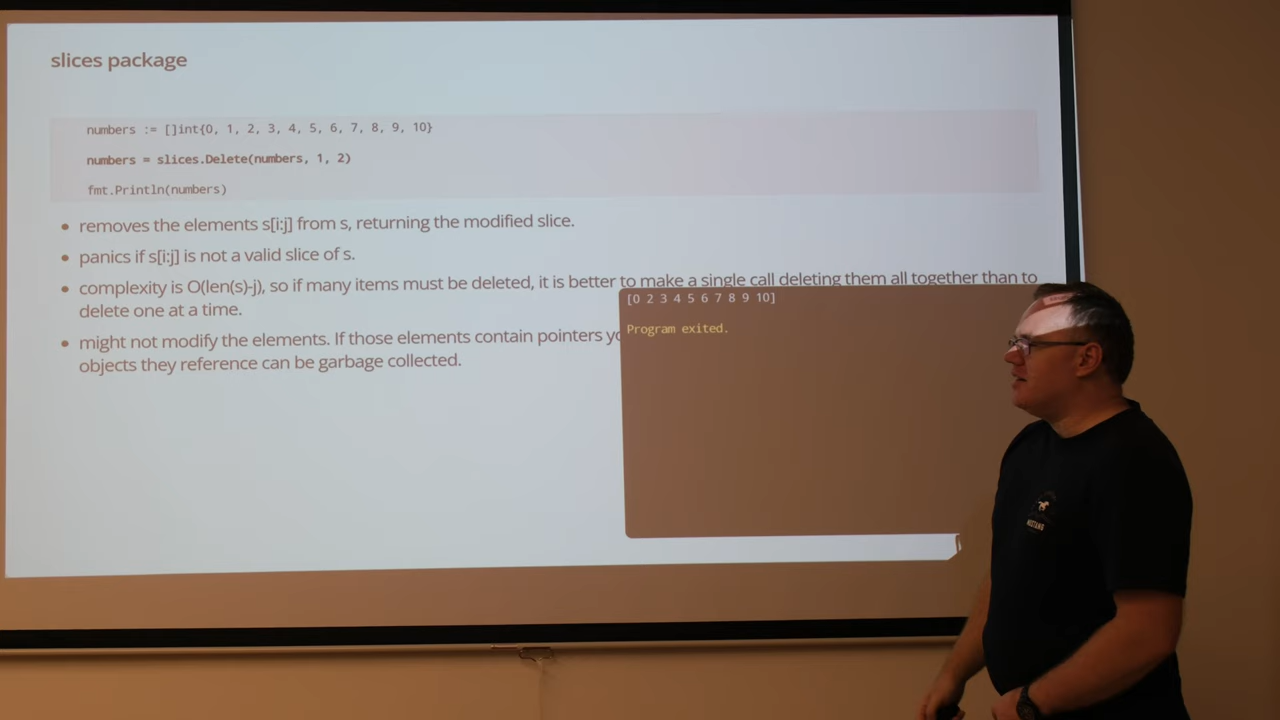 slices package
numbers := []int{0, 1, 2, 3, 4, 5, 6, 7, 8, 9, 10}
numbers = slices.Delete(numbers, 1, 2)
fmt.Println(numbers)
• removes the elements s[i:j] from s, returning the modified slice.
• panics if s[i:j] is not a valid slice of s.
• complexity is O(len(s)-j), so if many items must be deleted, it is better to make a single call deleting them all together than to
delete one at a time.
• might not modify the elements. If those elements contain pointers
objects they reference can be garbage collected.
[0 2 3 4 5 6 7 8 9 10]
Program exited.
MUSTANG